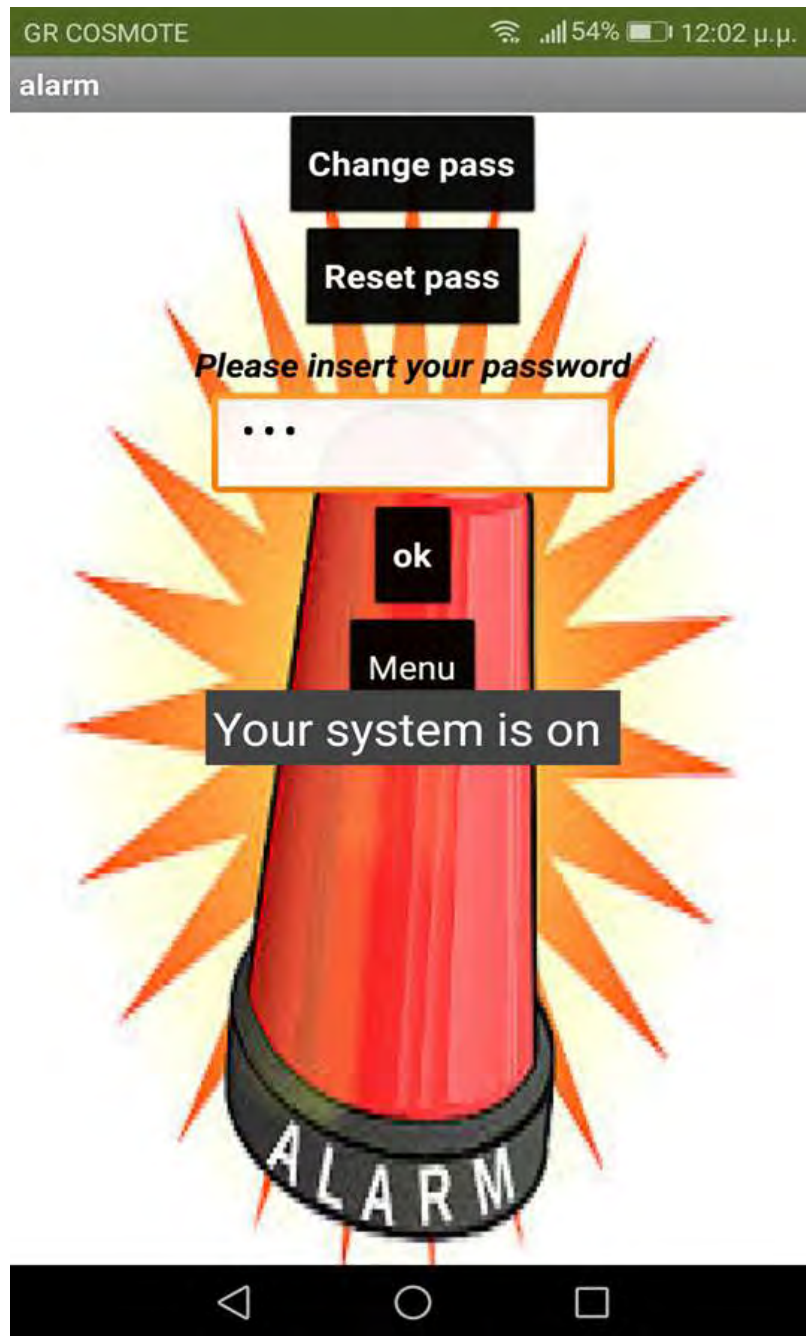 GR COSMOTE 54% 12:02 μ.μ.
alarm
Change pass
Reset pass
Please insert your password
ok
Menu
Your system is on
ALARM